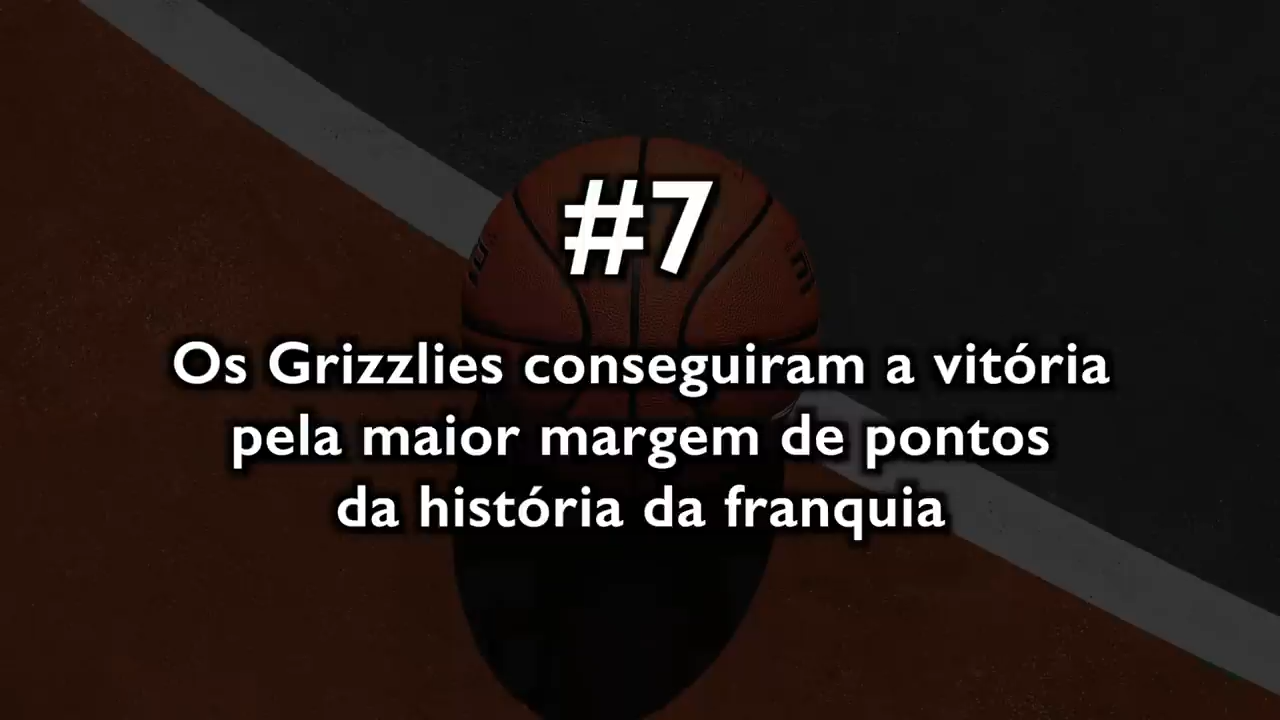 #7
Os Grizzlies conseguiram a vitória
pela maior margem de pontos
da história da franquia